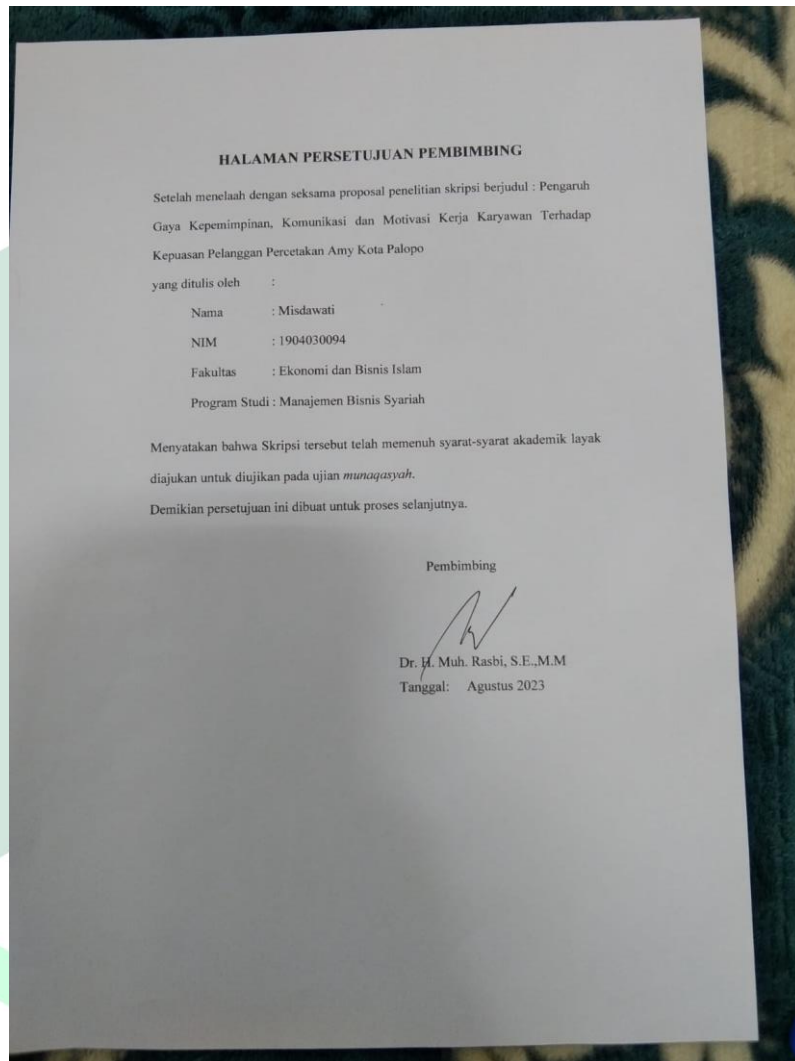 HALAMAN PERSETUJUAN PEMBIMBING
Setelah menelaah dengan seksama proposal penelitian skripsi berjudul : Pengaruh
Gaya Kepemimpinan, Komunikasi dan Motivasi Kerja Karyawan Terhadap
Kepuasan Pelanggan Percetakan Amy Kota Palopo
yang ditulis oleh :
Nama : Misdawati
NIM : 1904030094
Fakultas : Ekonomi dan Bisnis Islam
Program Studi : Manajemen Bisnis Syariah
Menyatakan bahwa Skripsi tersebut telah memenuh syarat-syarat akademik layak
diajukan untuk diujikan pada ujian munaqasyah.
Demikian persetujuan ini dibuat untuk proses selanjutnya.
Pembimbing
Dr. H. Muh. Rasbi, S.E.,M.M
Tanggal: Agustus 2023